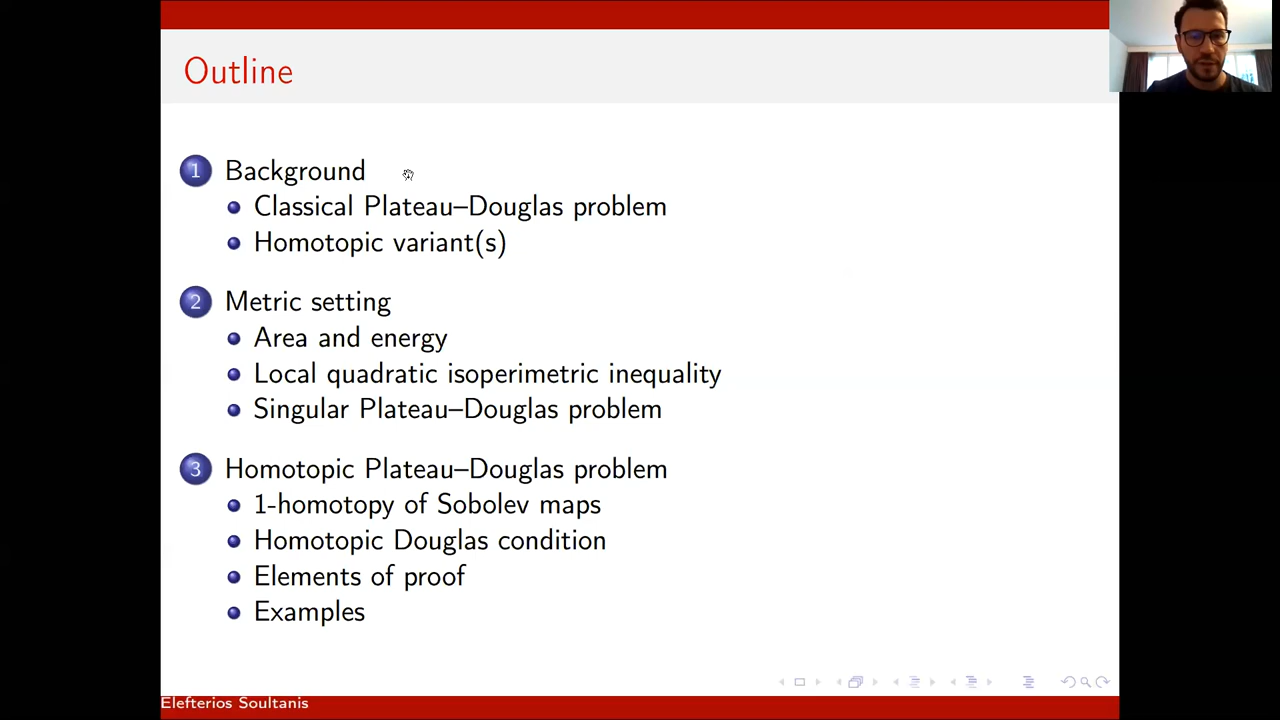 Outline
1 Background
Classical Plateau–Douglas problem
Homotopic variant(s)
2 Metric setting
Area and energy
Local quadratic isoperimetric inequality
Singular Plateau–Douglas problem
3 Homotopic Plateau–Douglas problem
1-homotopy of Sobolev maps
Homotopic Douglas condition
Elements of proof
Examples
Elefterios Soultanis